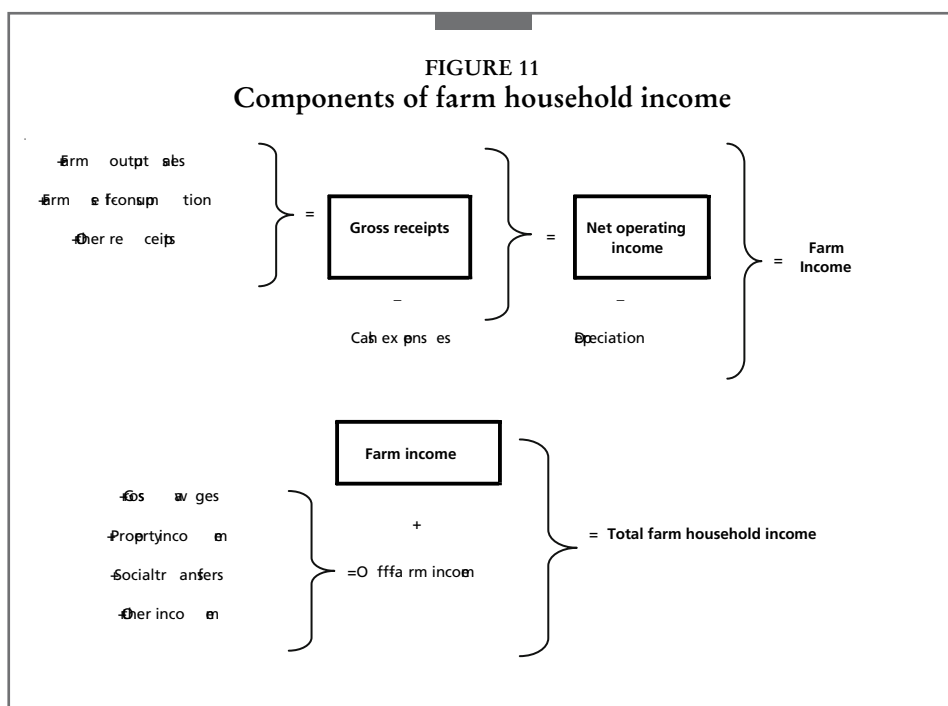 FIGURE 11
Components of farm household income
+ Farm output sales
+ Farm self-consumption
+ Other receipts
=
Gross receipts
–
Cash expenses
=
Net operating
income
–
Depreciation
=
Farm
Income
Farm income
+
+ Gross wages
+ Property income
+ Social transfers
+ Other income
= Off-farm income
= Total farm household income